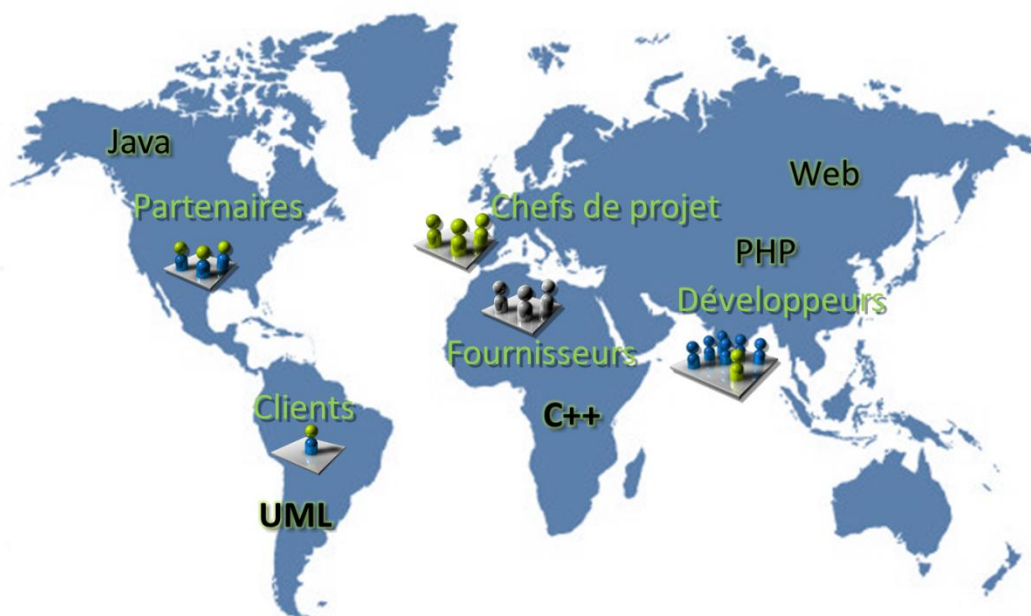 Java
Web
Partenaires
Chefs de projet
PHP
Développeurs
Fournisseurs
Clients
C++
UML